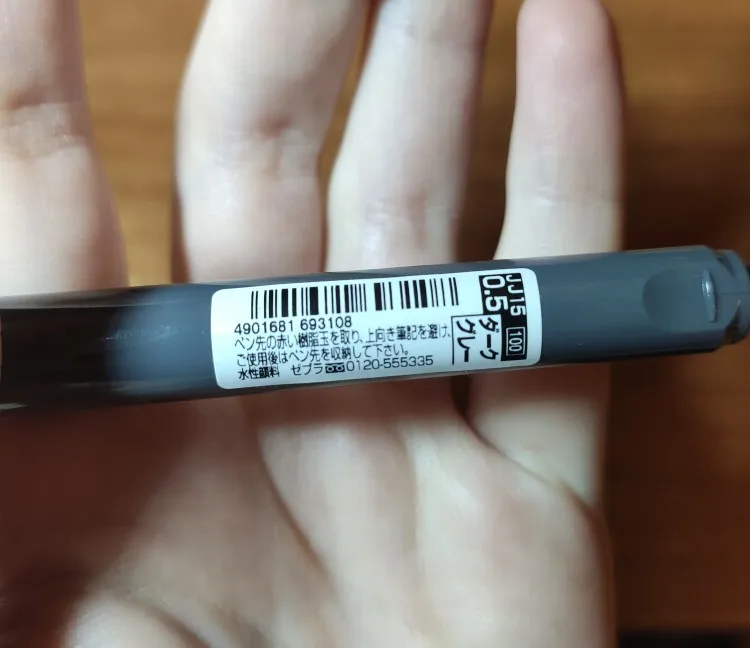 4901681 693108
ペン先の赤い樹脂玉を取り、上向き筆記を避け、
ご使用後はペン先を収納して下さい。
水性顔料 ゼブラ 0120-555335
JJ15
0.5
100
ダーク
グレー